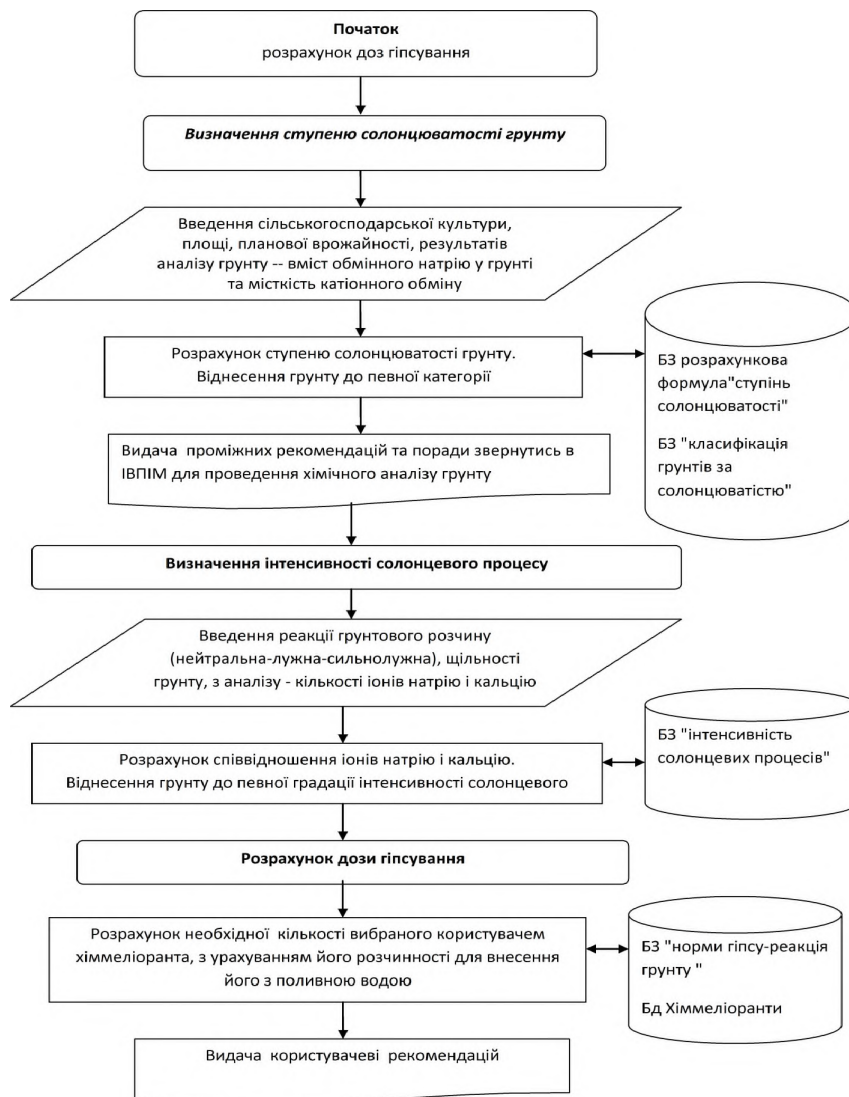 Початок
розрахунок доз гіпсування
Визначення ступеню солонцюватості грунту
Введення сільськогосподарської культури,
площі, планової врожайності, результатів
аналізу грунту -- вміст обмінного натрію у грунті
та місткість катіонного обміну
Розрахунок ступеню солонцюватості грунту.
Віднесення грунту до певної категорії
БЗ розрахункова
формула"ступінь
солонцюватості"
БЗ "класифікація
грунтів за
солонцюватістю"
Видача проміжних рекомендацій та поради звернутись в
ІВПІМ для проведення хімічного аналізу грунту
Визначення інтенсивності солонцевого процесу
Введення реакції грунтового розчину
(нейтральна-лужна-сильнолужна), щільності
грунту, з аналізу - кількості іонів натрію і кальцію
Розрахунок співвідношення іонів натрію і кальцію.
Віднесення грунту до певної градації інтенсивності солонцевого
БЗ "інтенсивність
солонцевих процесів"
Розрахунок дози гіпсування
Розрахунок необхідної кількості вибраного користувачем
хіммеліоранта, з урахуванням його розчинності для внесення
його з поливною водою
БЗ "норми гіпсу-реакція
грунту "
Бд Хіммеліоранти
Видача користувачеві рекомендацій